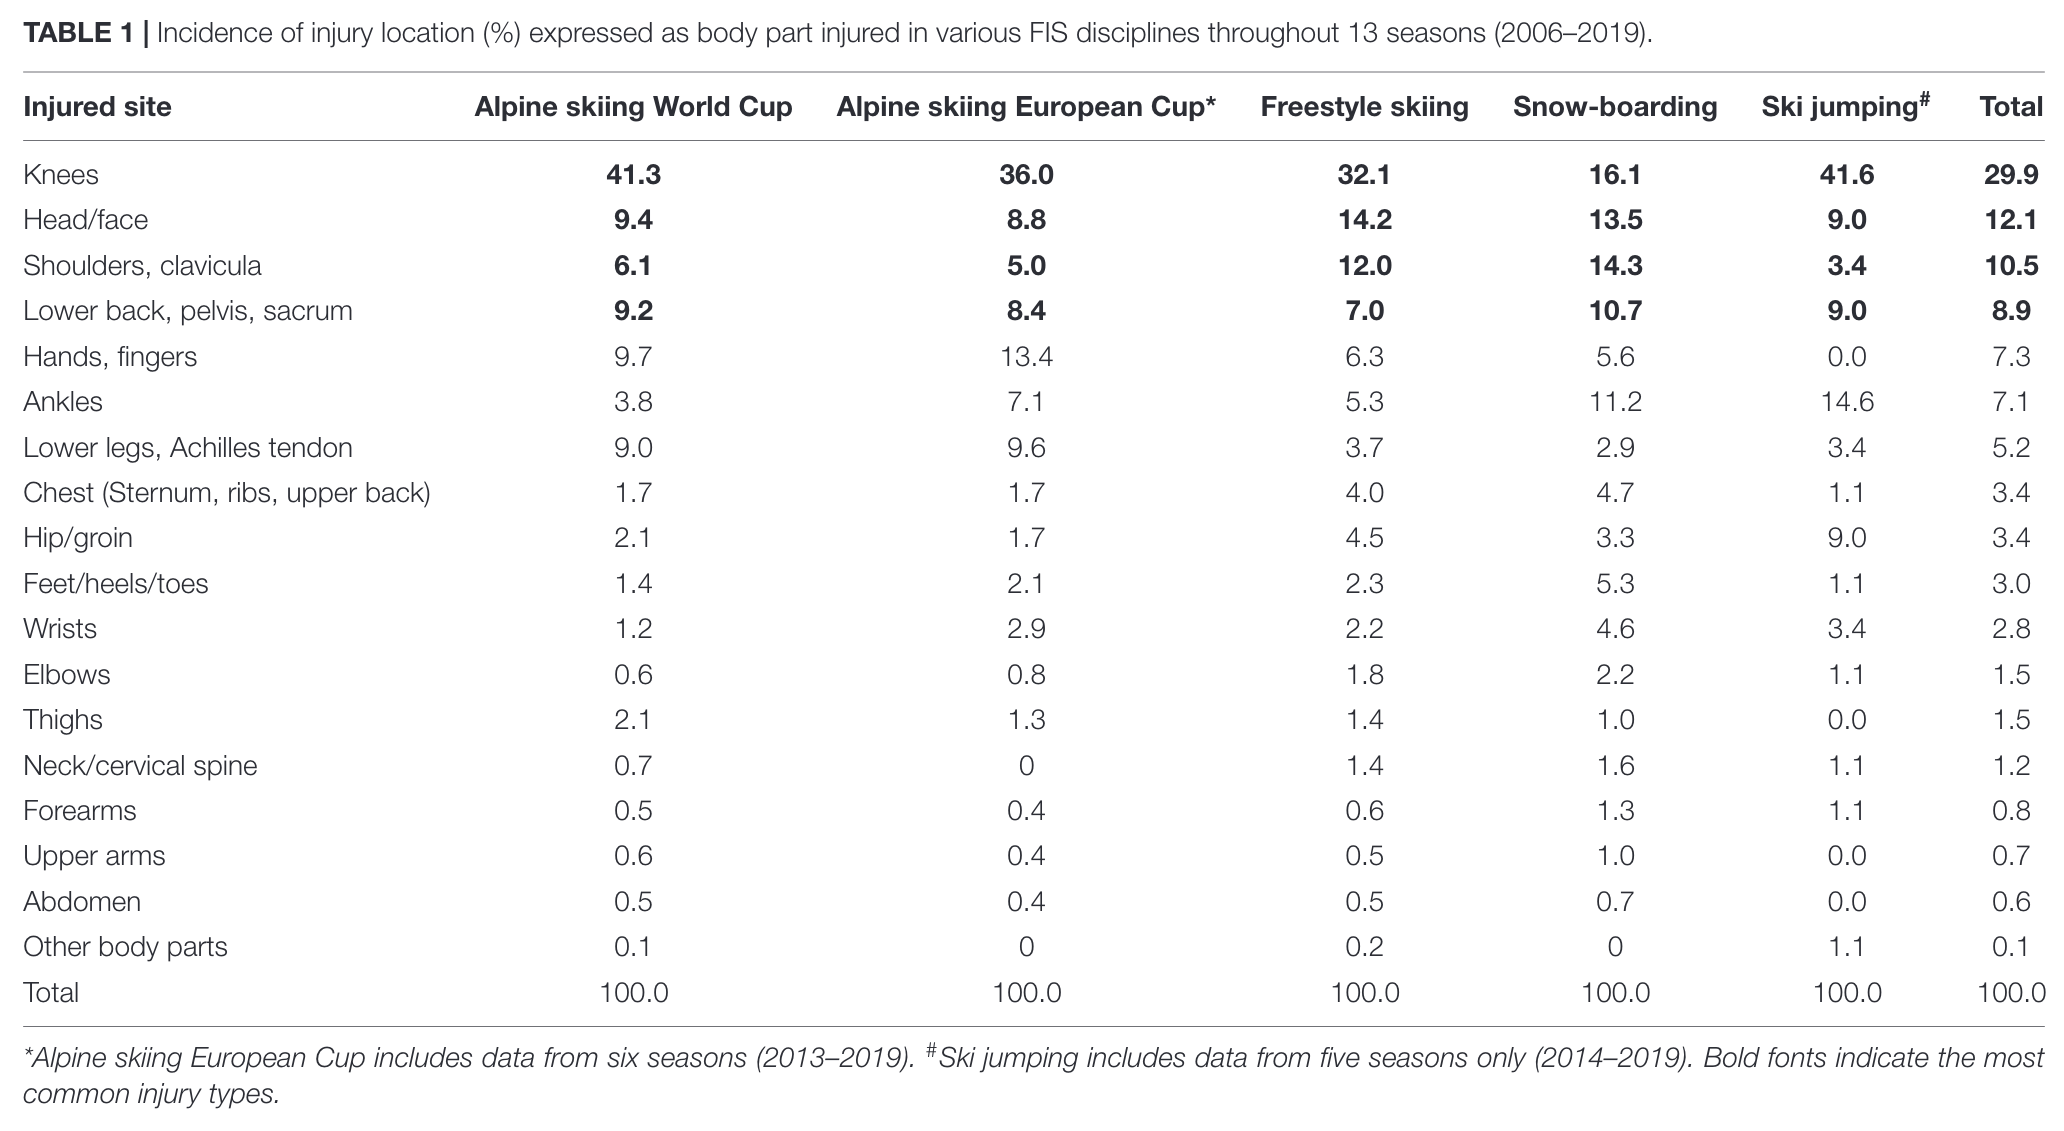 TABLE 1 | Incidence of injury location (%) expressed as body part injured in various FIS disciplines throughout 13 seasons (2006–2019).
Injured site Alpine skiing World Cup Alpine skiing European Cup* Freestyle skiing Snow-boarding Ski jumping# Total
Knees 41.3 36.0 32.1 16.1 41.6 29.9
Head/face 9.4 8.8 14.2 13.5 9.0 12.1
Shoulders, clavicula 6.1 5.0 12.0 14.3 3.4 10.5
Lower back, pelvis, sacrum 9.2 8.4 7.0 10.7 9.0 8.9
Hands, fingers 9.7 13.4 6.3 5.6 0.0 7.3
Ankles 3.8 7.1 5.3 11.2 14.6 7.1
Lower legs, Achilles tendon 9.0 9.6 3.7 2.9 3.4 5.2
Chest (Sternum, ribs, upper back) 1.7 1.7 4.0 4.7 1.1 3.4
Hip/groin 2.1 1.7 4.5 3.3 9.0 3.4
Feet/heels/toes 1.4 2.1 2.3 5.3 1.1 3.0
Wrists 1.2 2.9 2.2 4.6 3.4 2.8
Elbows 0.6 0.8 1.8 2.2 1.1 1.5
Thighs 2.1 1.3 1.4 1.0 0.0 1.5
Neck/cervical spine 0.7 0 1.4 1.6 1.1 1.2
Forearms 0.5 0.4 0.6 1.3 1.1 0.8
Upper arms 0.6 0.4 0.5 1.0 0.0 0.7
Abdomen 0.5 0.4 0.5 0.7 0.0 0.6
Other body parts 0.1 0 0.2 0 1.1 0.1
Total 100.0 100.0 100.0 100.0 100.0 100.0
*Alpine skiing European Cup includes data from six seasons (2013–2019). #Ski jumping includes data from five seasons only (2014–2019). Bold fonts indicate the most
common injury types.